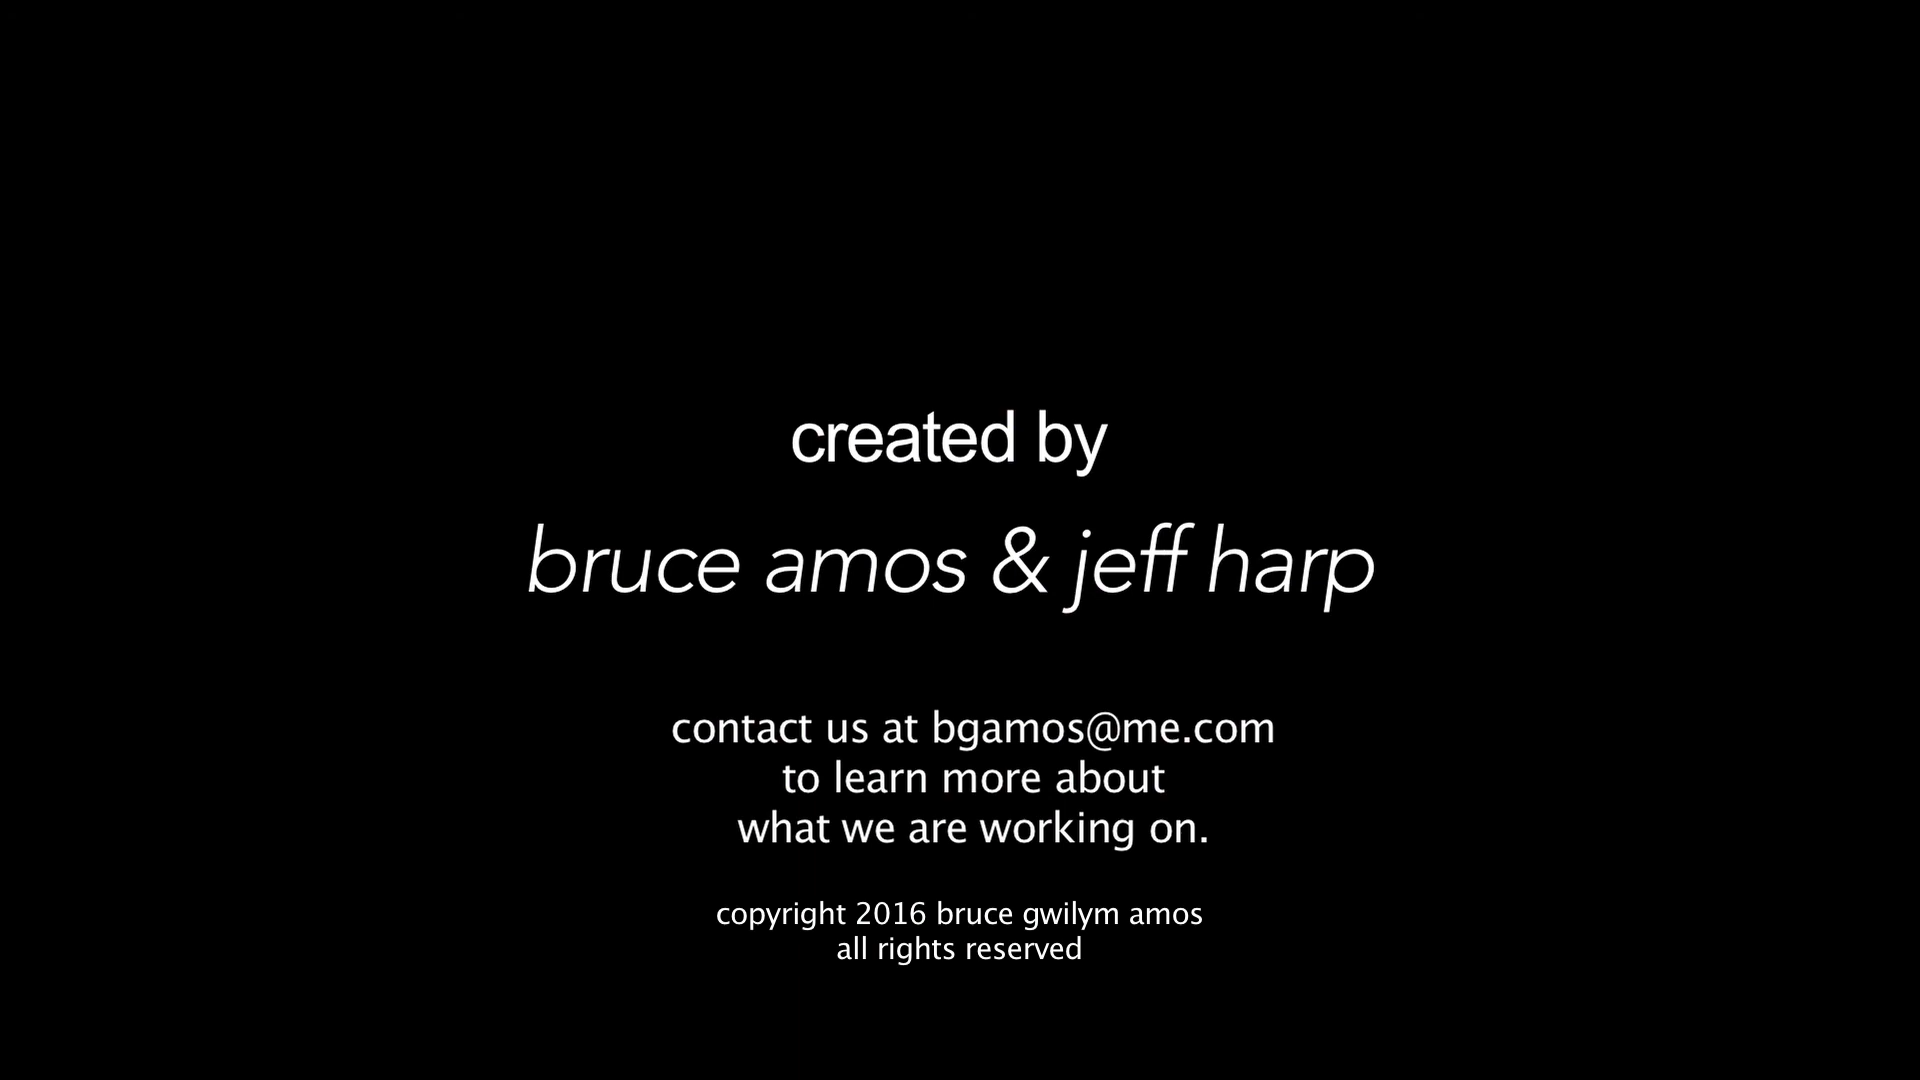 created by
bruce amos & jeff harp
contact us at bgamos@me.com
to learn more about
what we are working on.
copyright 2016 bruce gwilym amos
all rights reserved